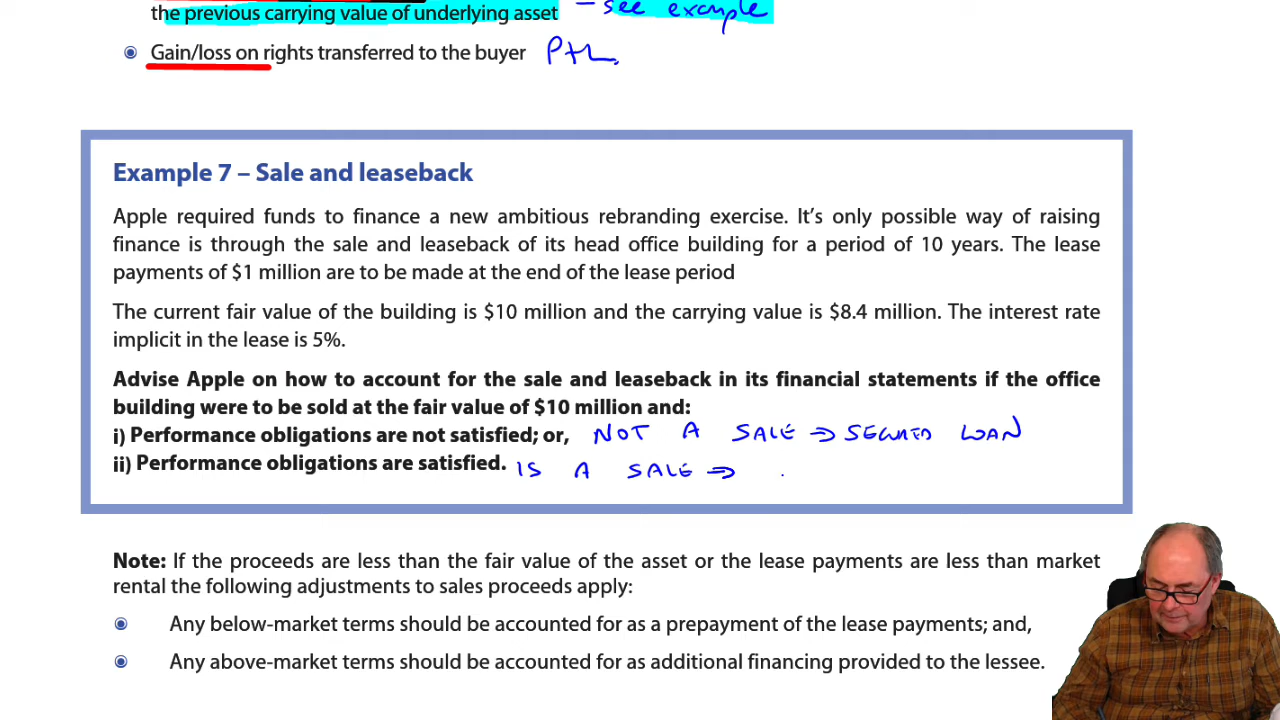 the previous carrying value of underlying asset – see example
Gain/loss on rights transferred to the buyer P+L.
Example 7 – Sale and leaseback
Apple required funds to finance a new ambitious rebranding exercise. It's only possible way of raising
finance is through the sale and leaseback of its head office building for a period of 10 years. The lease
payments of $1 million are to be made at the end of the lease period
The current fair value of the building is $10 million and the carrying value is $8.4 million. The interest rate
implicit in the lease is 5%.
Advise Apple on how to account for the sale and leaseback in its financial statements if the office
building were to be sold at the fair value of $10 million and:
i) Performance obligations are not satisfied; or, NOT A SALE ⇒ SECURED LOAN
ii) Performance obligations are satisfied. IS A SALE ⇒
Note: If the proceeds are less than the fair value of the asset or the lease payments are less than market
rental the following adjustments to sales proceeds apply:
Any below-market terms should be accounted for as a prepayment of the lease payments; and,
Any above-market terms should be accounted for as additional financing provided to the lessee.